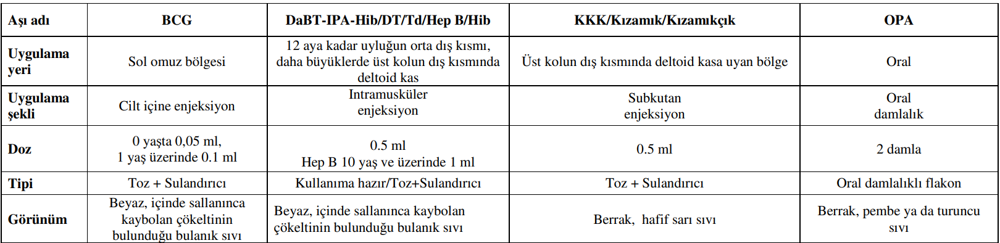 Aşı adı
BCG
DaBT-IPA-Hib/DT/Td/Hep B/Hib
KKK/Kızamık/Kızamıkçık
OPA
Uygulama
yeri
Sol omuz bölgesi
12 aya kadar uyluğun orta dış kısmı,
daha büyüklerde üst kolun dış kısmında
deltoid kas
Üst kolun dış kısmında deltoid kasa uyan bölge
Oral
Uygulama
şekli
Cilt içine enjeksiyon
Intramusküler
enjeksiyon
Subkutan
enjeksiyon
Oral
damlalık
Doz
0 yaşta 0,05 ml,
1 yaş üzerinde 0.1 ml
0.5 ml
Hep B 10 yaş ve üzerinde 1 ml
0.5 ml
2 damla
Tipi
Toz + Sulandırıcı
Kullanıma hazır/Toz+Sulandırıcı
Toz + Sulandırıcı
Oral damlalıklı flakon
Görünüm
Beyaz, içinde sallanınca
kaybolan çökeltinin
bulunduğu bulanık sıvı
Beyaz, içinde sallanınca kaybolan
çökeltinin bulunduğu bulanık sıvı
Berrak, hafif sarı sıvı
Berrak, pembe ya da turuncu
sıvı